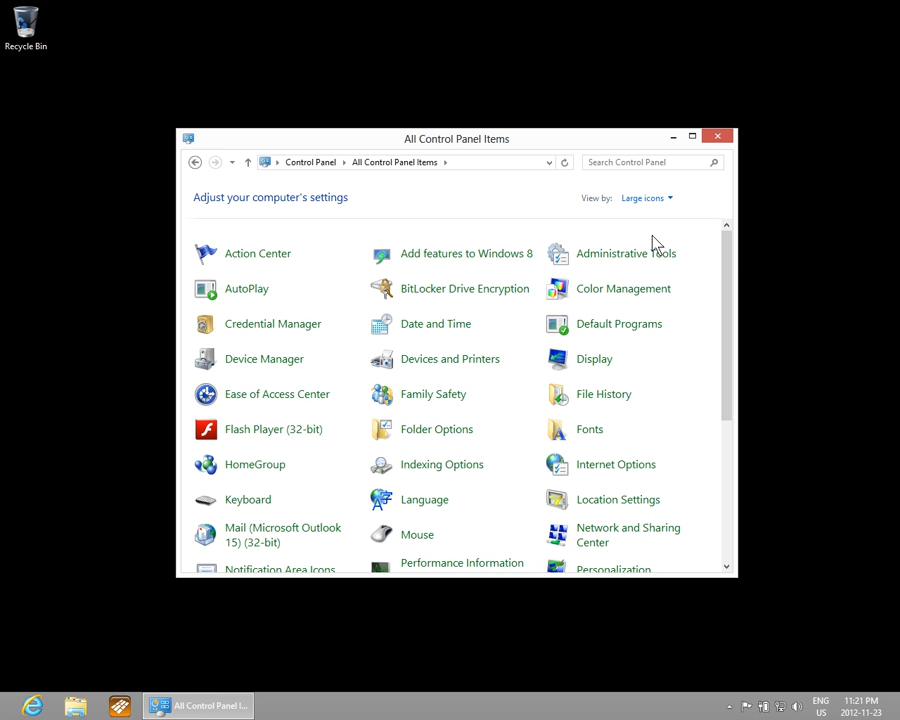 Recycle Bin
All Control Panel Items
Control Panel All Control Panel Items Search Control Panel
Adjust your computer's settings View by: Large icons
Action Center Add features to Windows 8 Administrative Tools
AutoPlay BitLocker Drive Encryption Color Management
Credential Manager Date and Time Default Programs
Device Manager Devices and Printers Display
Ease of Access Center Family Safety File History
Flash Player (32-bit) Folder Options Fonts
HomeGroup Indexing Options Internet Options
Keyboard Language Location Settings
Mail (Microsoft Outlook
15) (32-bit)
Mouse
Network and Sharing
Center
Notification Area Icons Performance Information Personalization
All Control Panel I...
ENG
US
11:21 PM
2012-11-23